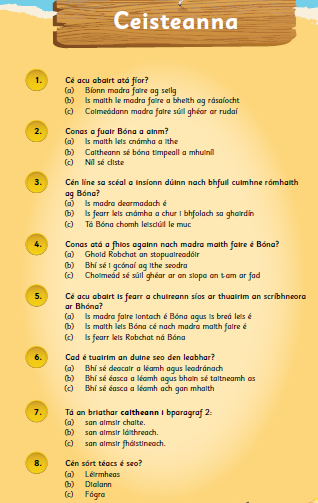 Ceisteanna
1. Cé acu abairt atá fíor?
(a) Bíonn madra faire ag seilg
(b) Is maith le madra faire a bheith ag rásaíocht
(c) Coimeádann madra faire súil ghéar ar rudaí
2. Conas a fuair Bóna a ainm?
(a) Is maith leis cnámha a ithe
(b) Caitheann sé bóna timpeall a mhuiníl
(c) Níl sé cliste
3. Cén líne sa scéal a insíonn dúinn nach bhfuil cuimhne rómhaith
ag Bóna?
(a) Is madra dearmadach é
(b) Is fearr leis cnámha a chur i bhfolach sa ghairdín
(c) Tá Bóna chomh leisciúil le muc
4. Conas atá a fhios againn nach madra maith faire é Bóna?
(a) Ghoid Robchat an stopuaireadóir
(b) Bhí sé i gcónaí ag ithe seodra
(c) Choimeád sé súil ghéar ar an siopa an t-am ar fad
5. Cé acu abairt is fearr a chuireann síos ar thuairim an scríbhneora
ar Bhóna?
(a) Is madra faire iontach é Bóna agus is breá leis é
(b) Is maith leis Bóna cé nach madra maith faire é
(c) Is fearr leis Robchat ná Bóna
6. Cad é tuairim an duine seo den leabhar?
(a) Bhí sé deacair a léamh agus leadránach
(b) Bhí sé éasca a léamh agus bhain sé taitneamh as
(c) Bhí sé éasca a léamh ach gan mhaith
7. Tá an briathar caitheann i bparagraf 2:
(a) san aimsir chaite.
(b) san aimsir láithreach.
(c) san aimsir fháistineach.
8. Cén sórt téacs é seo?
(a) Léirmheas
(b) Dialann
(c) Fógra